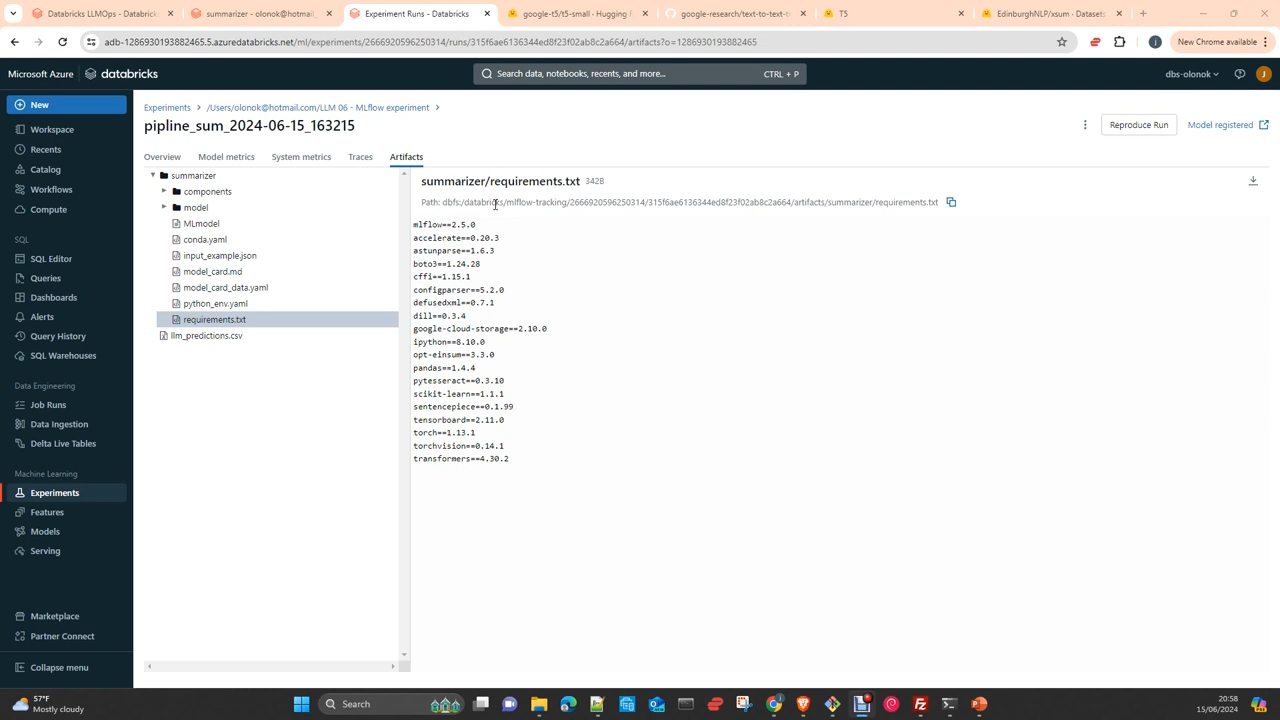 Databricks LLMOps - Databricks
summarizer - olonok@hotmail_
Experiment Runs - Databricks
google-t5/t5-small · Hugging F
google-research/text-to-text-tr
T5
EdinburghNLP/xsum · Datasets
adb-1286930193882465.5.azuredatabricks.net/ml/experiments/2666920596250314/runs/315f6ae6136344ed8f23f02ab8c2a664/artifacts?o=1286930193882465
New Chrome available
Microsoft Azure
databricks
Search data, notebooks, recents, and more...
CTRL + P
dbs-olonok
J
New
Workspace
Recents
Catalog
Workflows
Compute
SQL
SQL Editor
Queries
Dashboards
Alerts
Query History
SQL Warehouses
Data Engineering
Job Runs
Data Ingestion
Delta Live Tables
Machine Learning
Experiments
Features
Models
Serving
Marketplace
Partner Connect
Collapse menu
Experiments > /Users/olonok@hotmail.com/LLM 06 - MLflow experiment >
pipline_sum_2024-06-15_163215
Reproduce Run
Model registered
Overview
Model metrics
System metrics
Traces
Artifacts
summarizer
components
model
MLmodel
conda.yaml
input_example.json
model_card.md
model_card_data.yaml
python_env.yaml
requirements.txt
llm_predictions.csv
summarizer/requirements.txt 342B
Path: dbfs:/databricks/mlflow-tracking/2666920596250314/315f6ae6136344ed8f23f02ab8c2a664/artifacts/summarizer/requirements.txt
mlflow==2.5.0
accelerate==0.20.3
astunparse==1.6.3
boto3==1.24.28
cffi==1.15.1
configparser==5.2.0
defusedxml==0.7.1
dill==0.3.4
google-cloud-storage==2.10.0
ipython==8.10.0
opt-einsum==3.3.0
pandas==1.4.4
pytesseract==0.3.10
scikit-learn==1.1.1
sentencepiece==0.1.99
tensorboard==2.11.0
torch==1.13.1
torchvision==0.14.1
transformers==4.30.2
57°F
Mostly cloudy
Search
20:58
15/06/2024